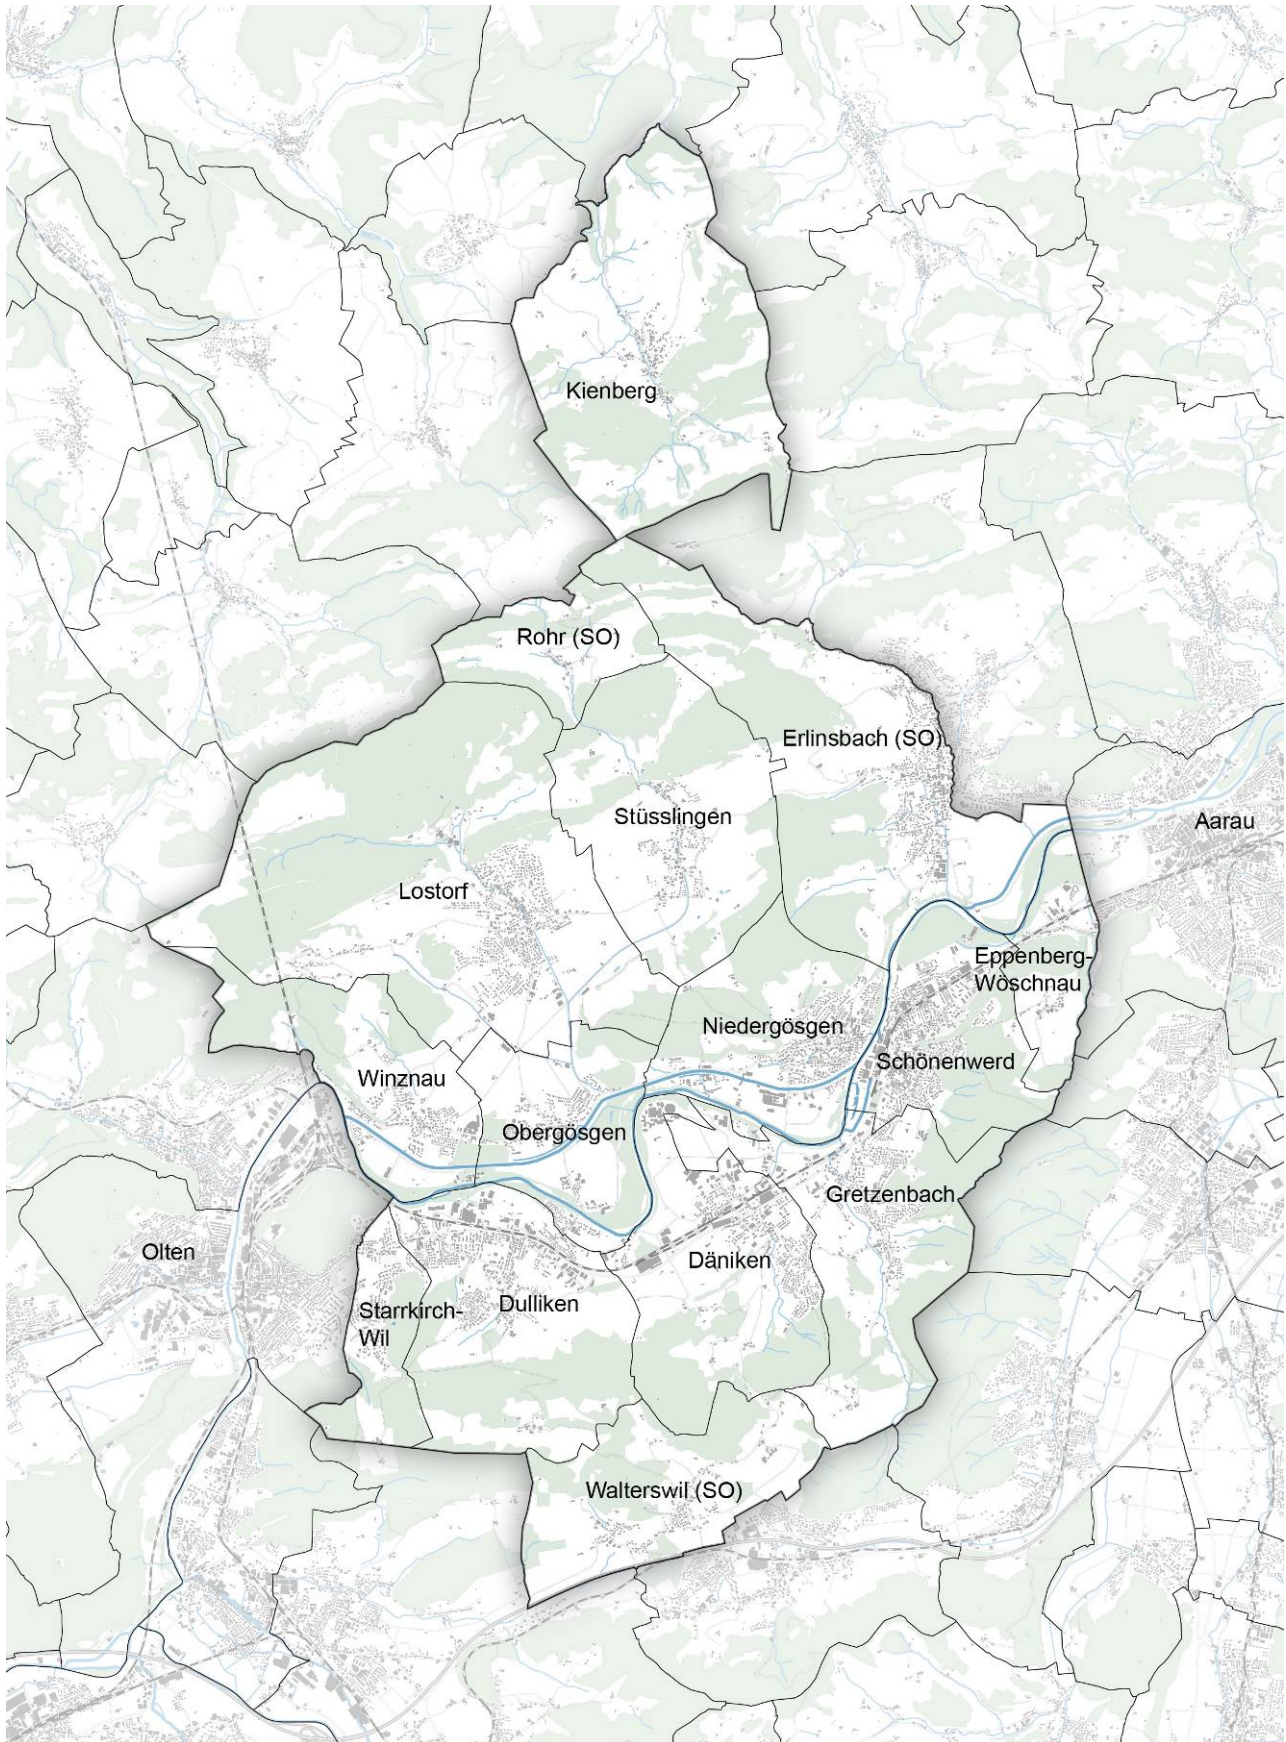 Kienberg
Rohr (SO)
Erlinsbach (SO)
Stüsslingen
Aarau
Lostorf
Eppenberg-
Wöschnau
Niedergösgen
Schönenwerd
Winznau
Obergösgen
Gretzenbach
Olten
Däniken
Starrkirch-
Wil
Dulliken
Walterswil (SO)